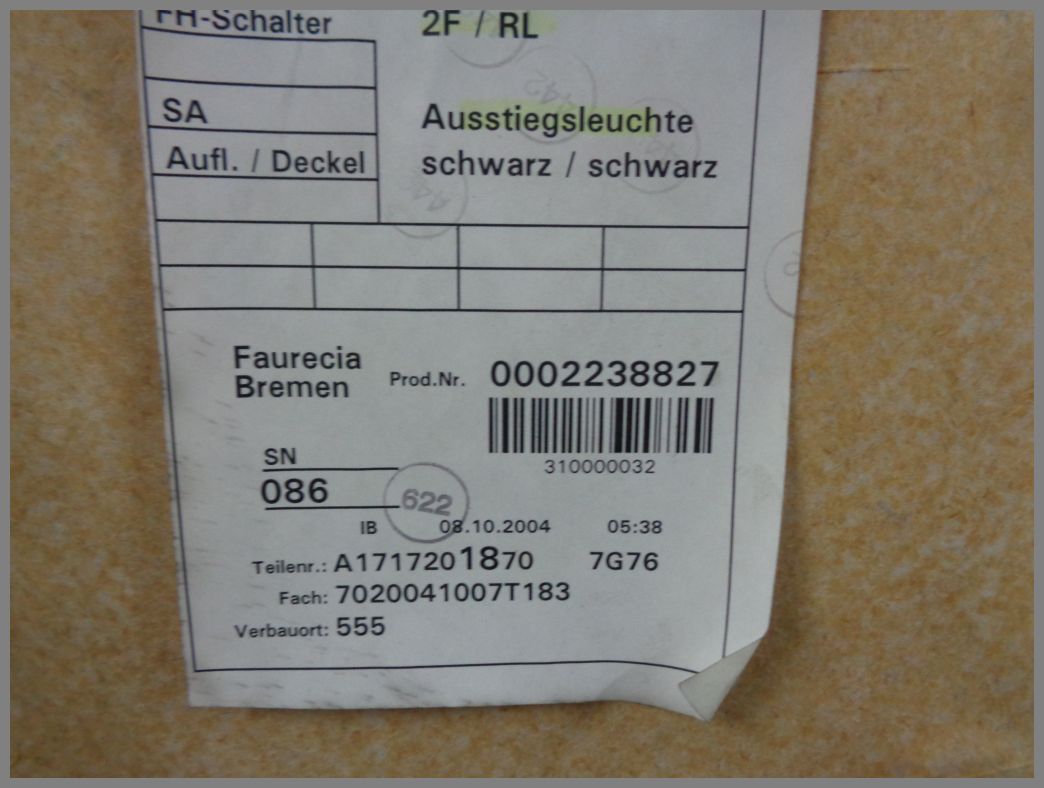 FH-Schalter 2F / RL
SA Ausstiegsleuchte
Aufl. / Deckel schwarz / schwarz
Faurecia
Bremen
Prod.Nr. 0002238827
310000032
SN
086
622
IB 08.10.2004 05:38
Teilenr.: A1717201870 7G76
Fach: 7020041007T183
Verbauort: 555